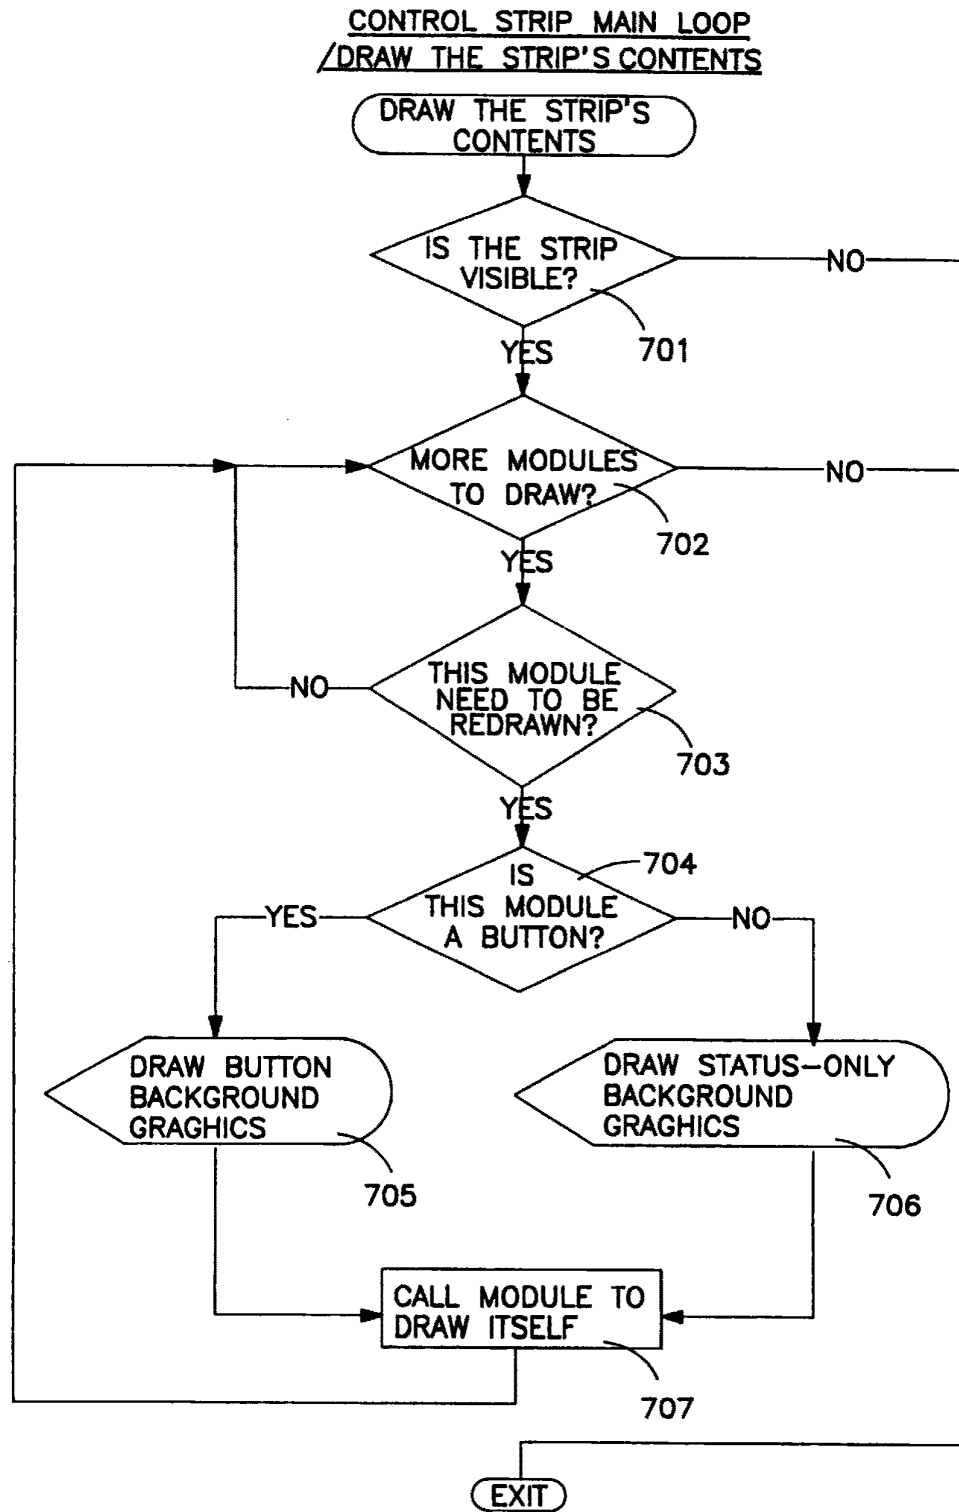 CONTROL STRIP MAIN LOOP
/DRAW THE STRIP'S CONTENTS
DRAW THE STRIP'S
CONTENTS
IS THE STRIP
VISIBLE?
NO
701
YES
MORE MODULES
TO DRAW?
NO
702
YES
THIS MODULE
NEED TO BE
REDRAWN?
NO
703
YES
704
IS
THIS MODULE
A BUTTON?
YES
NO
DRAW BUTTON
BACKGROUND
GRAGHICS
705
DRAW STATUS-ONLY
BACKGROUND
GRAGHICS
706
CALL MODULE TO
DRAW ITSELF
707
EXIT